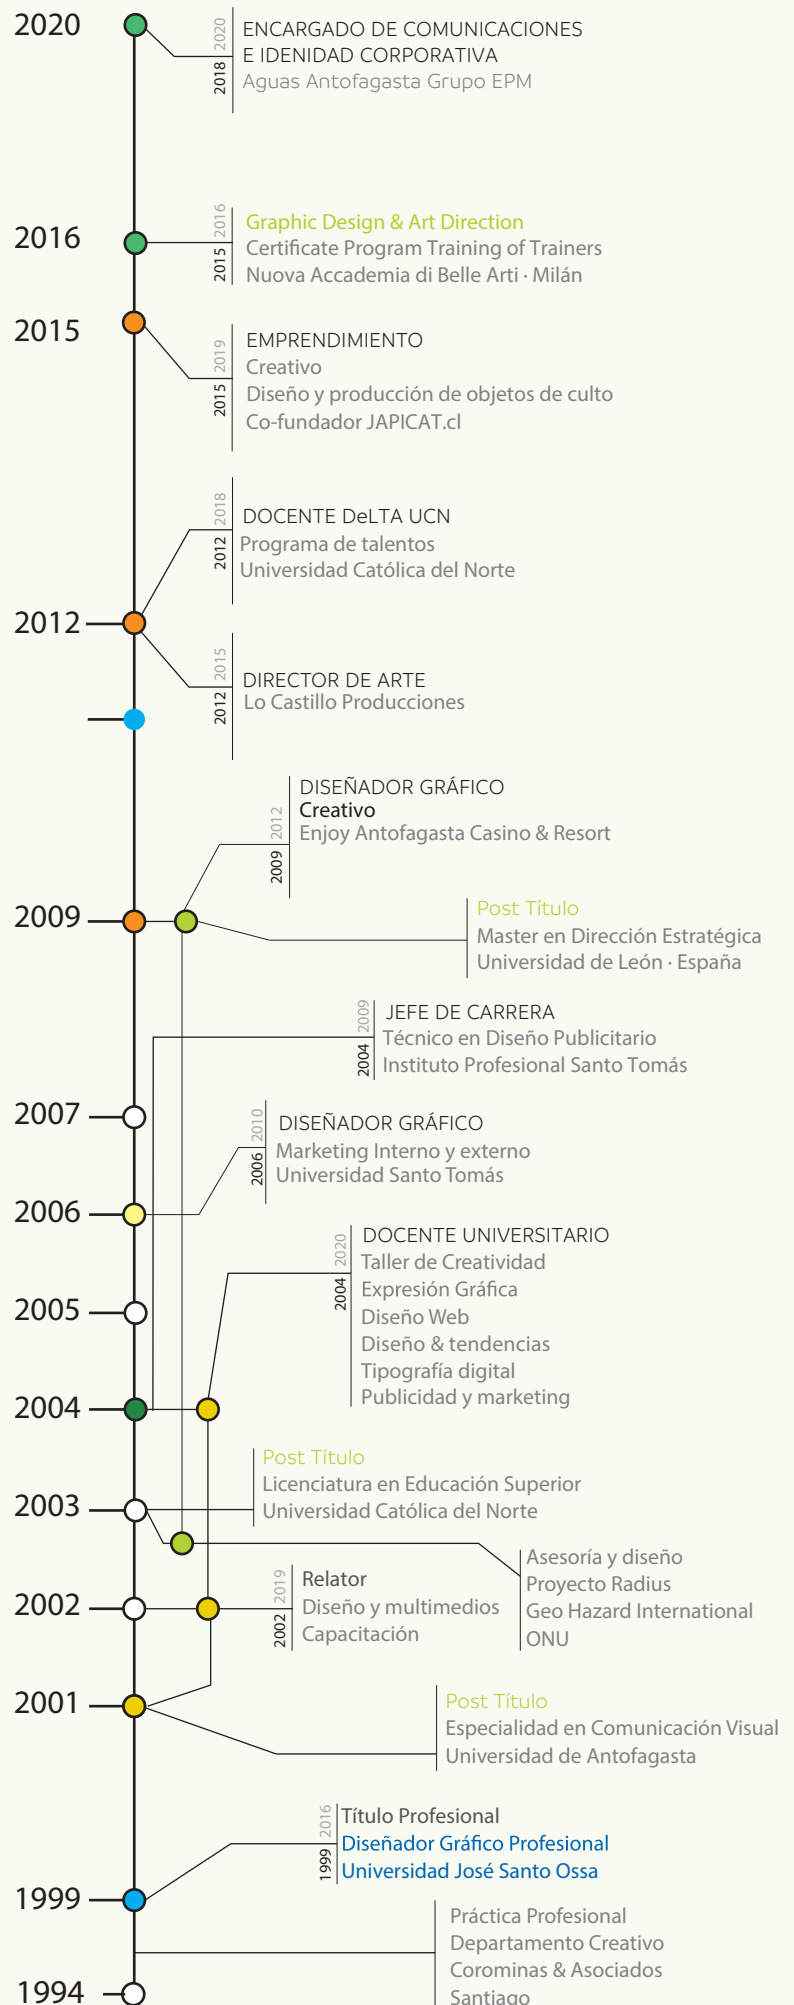 2020
2018 2020
ENCARGADO DE COMUNICACIONES
E IDENIDAD CORPORATIVA
Aguas Antofagasta Grupo EPM
2016
2015 2016
Graphic Design & Art Direction
Certificate Program Training of Trainers
Nuova Accademia di Belle Arti · Milán
2015
2015 2019
EMPRENDIMIENTO
Creativo
Diseño y producción de objetos de culto
Co-fundador JAPICAT.cl
2012 2018
DOCENTE DeLTA UCN
Programa de talentos
Universidad Católica del Norte
2012
2012 2015
DIRECTOR DE ARTE
Lo Castillo Producciones
2009 2012
DISEÑADOR GRÁFICO
Creativo
Enjoy Antofagasta Casino & Resort
2009
Post Título
Master en Dirección Estratégica
Universidad de León · España
2004 2009
JEFE DE CARRERA
Técnico en Diseño Publicitario
Instituto Profesional Santo Tomás
2007
2006 2010
DISEÑADOR GRÁFICO
Marketing Interno y externo
Universidad Santo Tomás
2006
2004 2020
DOCENTE UNIVERSITARIO
Taller de Creatividad
Expresión Gráfica
Diseño Web
Diseño & tendencias
Tipografía digital
Publicidad y marketing
2005
2004
Post Título
Licenciatura en Educación Superior
Universidad Católica del Norte
2003
Asesoría y diseño
Proyecto Radius
Geo Hazard International
ONU
2002
2002 2019
Relator
Diseño y multimedios
Capacitación
2001
Post Título
Especialidad en Comunicación Visual
Universidad de Antofagasta
1999 2016
Título Profesional
Diseñador Gráfico Profesional
Universidad José Santo Ossa
1999
Práctica Profesional
Departamento Creativo
Corominas & Asociados
Santiago
1994